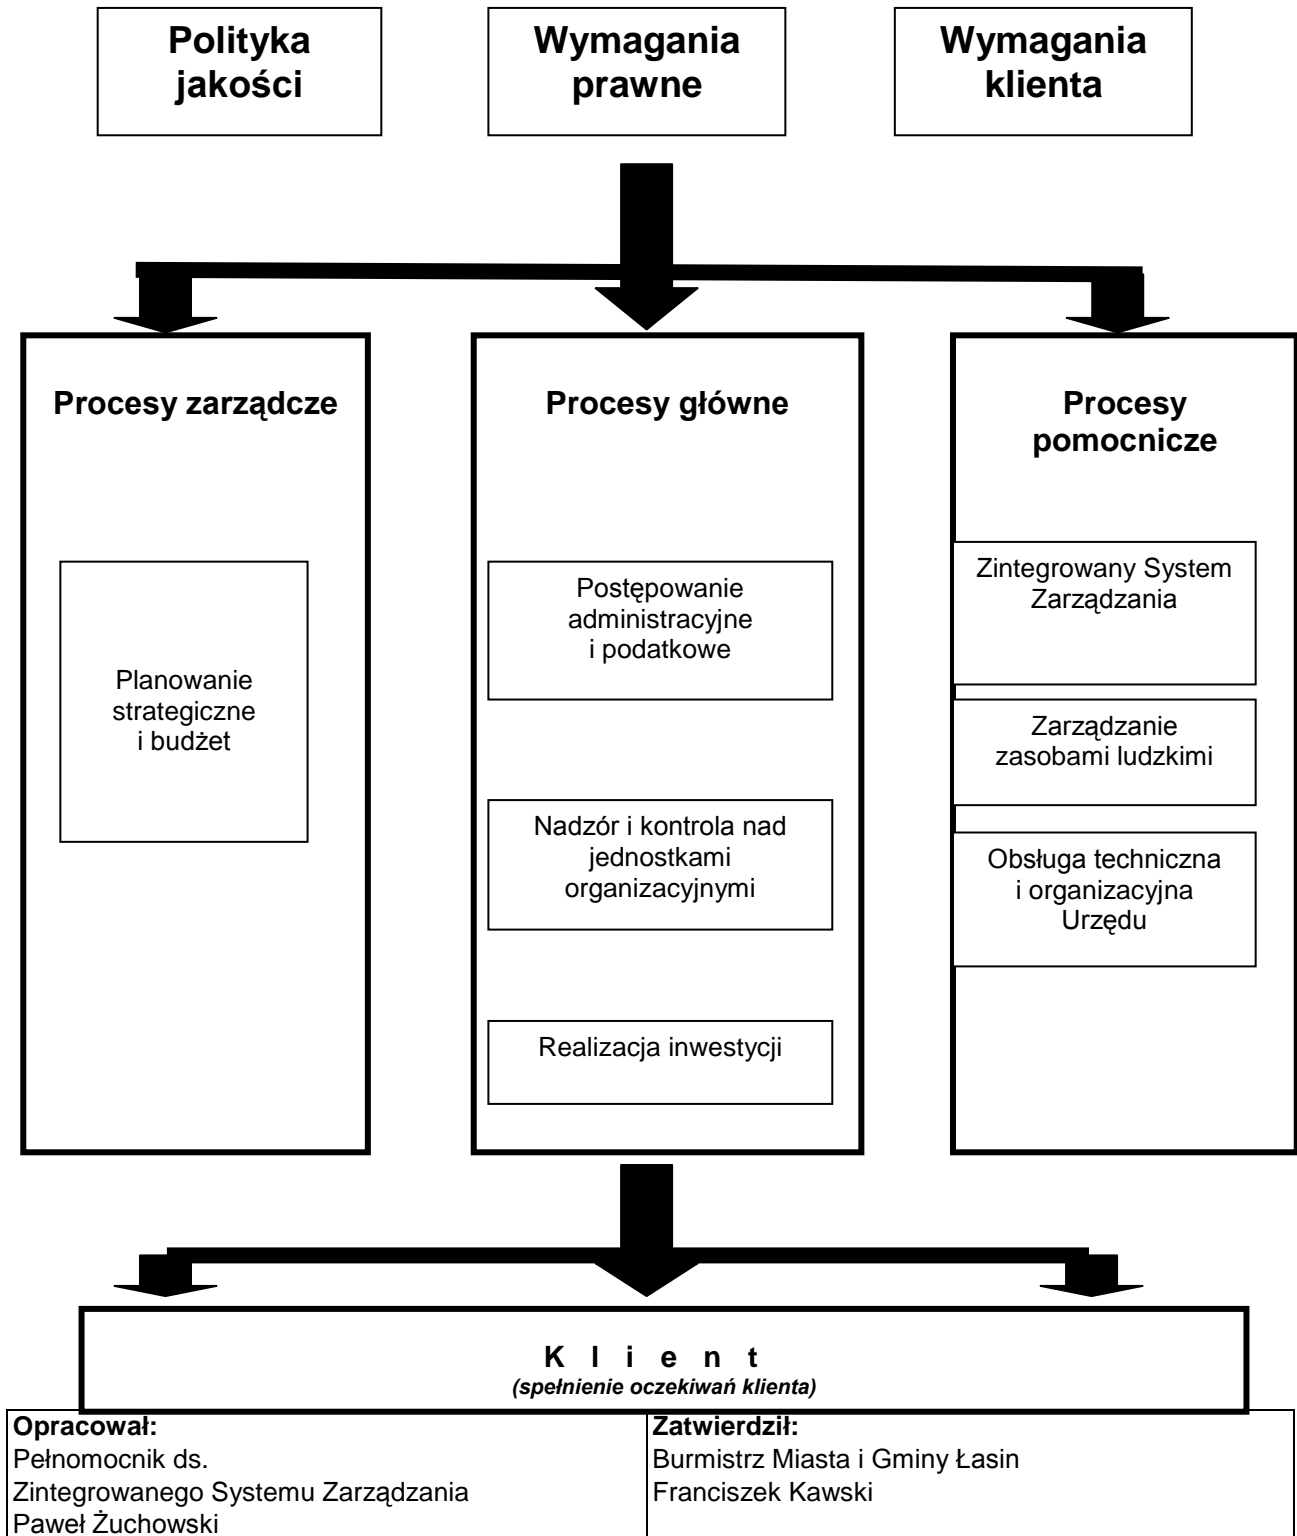 Polityka
jakości
Wymagania
prawne
Wymagania
klienta
Procesy zarządcze
Planowanie
strategiczne
i budżet
Procesy główne
Postępowanie
administracyjne
i podatkowe
Nadzór i kontrola nad
jednostkami
organizacyjnymi
Realizacja inwestycji
Procesy
pomocnicze
Zintegrowany System
Zarządzania
Zarządzanie
zasobami ludzkimi
Obsługa techniczna
i organizacyjna
Urzędu
K l i e n t
(spełnienie oczekiwań klienta)
Opracował:
Pełnomocnik ds.
Zintegrowanego Systemu Zarządzania
Paweł Żuchowski
Zatwierdził:
Burmistrz Miasta i Gminy Łasin
Franciszek Kawski